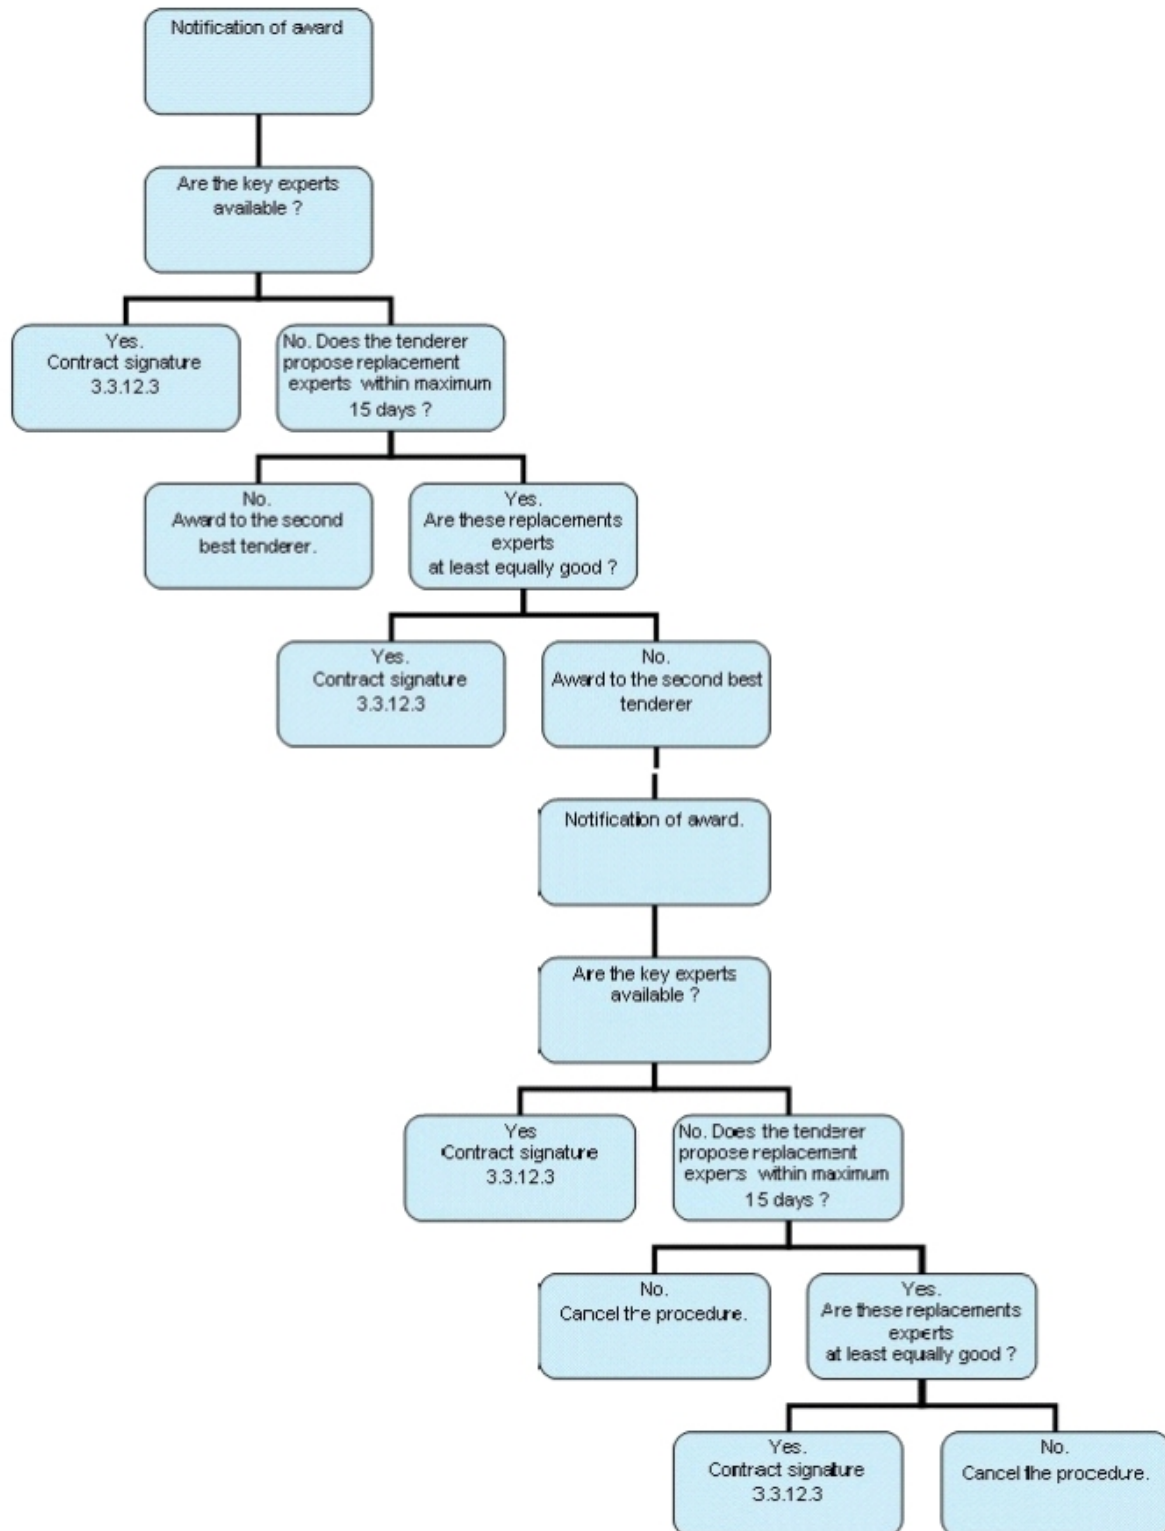 Notification of award
Are the key experts
available ?
Yes.
Contract signature
3.3.12.3
No. Does the tenderer
propose replacement
experts within maximum
15 days ?
No.
Award to the second
best tenderer.
Yes.
Are these replacements
experts
at least equally good ?
Yes.
Contract signature
3.3.12.3
No.
Award to the second best
tenderer
Notification of award.
Are the key experts
available ?
Yes
Contract signature
3.3.12.3
No. Does the tenderer
propose replacement
experts within maximum
15 days ?
No.
Cancel the procedure.
Yes.
Are these replacements
experts
at least equally good ?
Yes.
Contract signature
3.3.12.3
No.
Cancel the procedure.